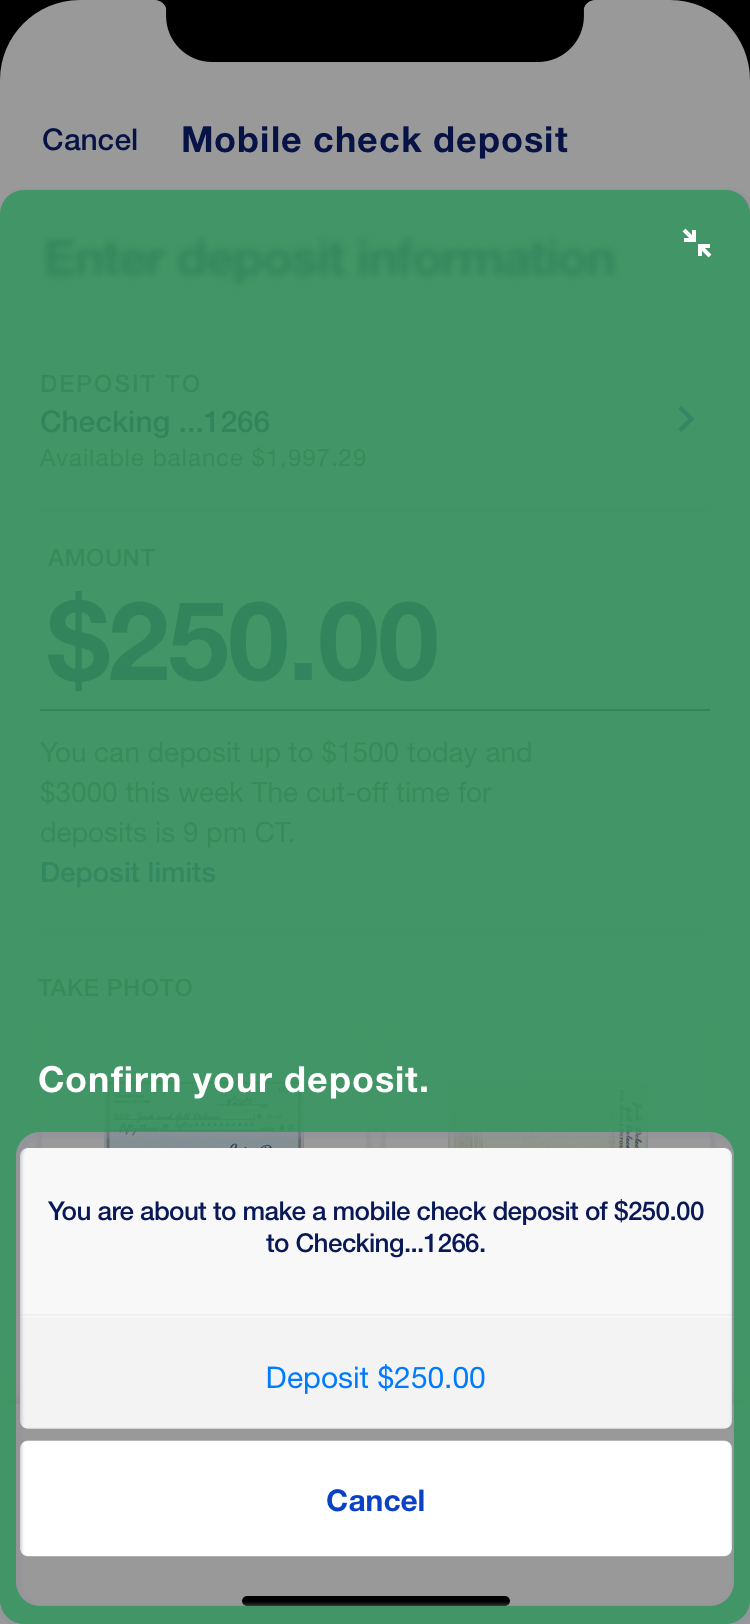 Cancel Mobile check deposit
Enter deposit information
DEPOSIT TO
Checking ...1266
Available balance $1,997.29
AMOUNT
$250.00
You can deposit up to $1500 today and
$3000 this week The cut-off time for
deposits is 9 pm CT.
Deposit limits
TAKE PHOTO
Confirm your deposit.
You are about to make a mobile check deposit of $250.00
to Checking...1266.
Deposit $250.00
Cancel